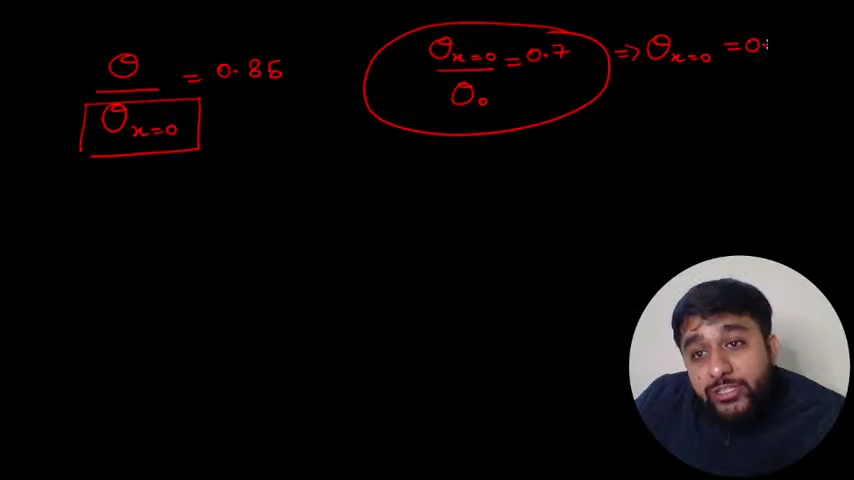 θ/θx=0 = 0.85
θx=0/θ0 = 0.7 => θx=0 = 0.